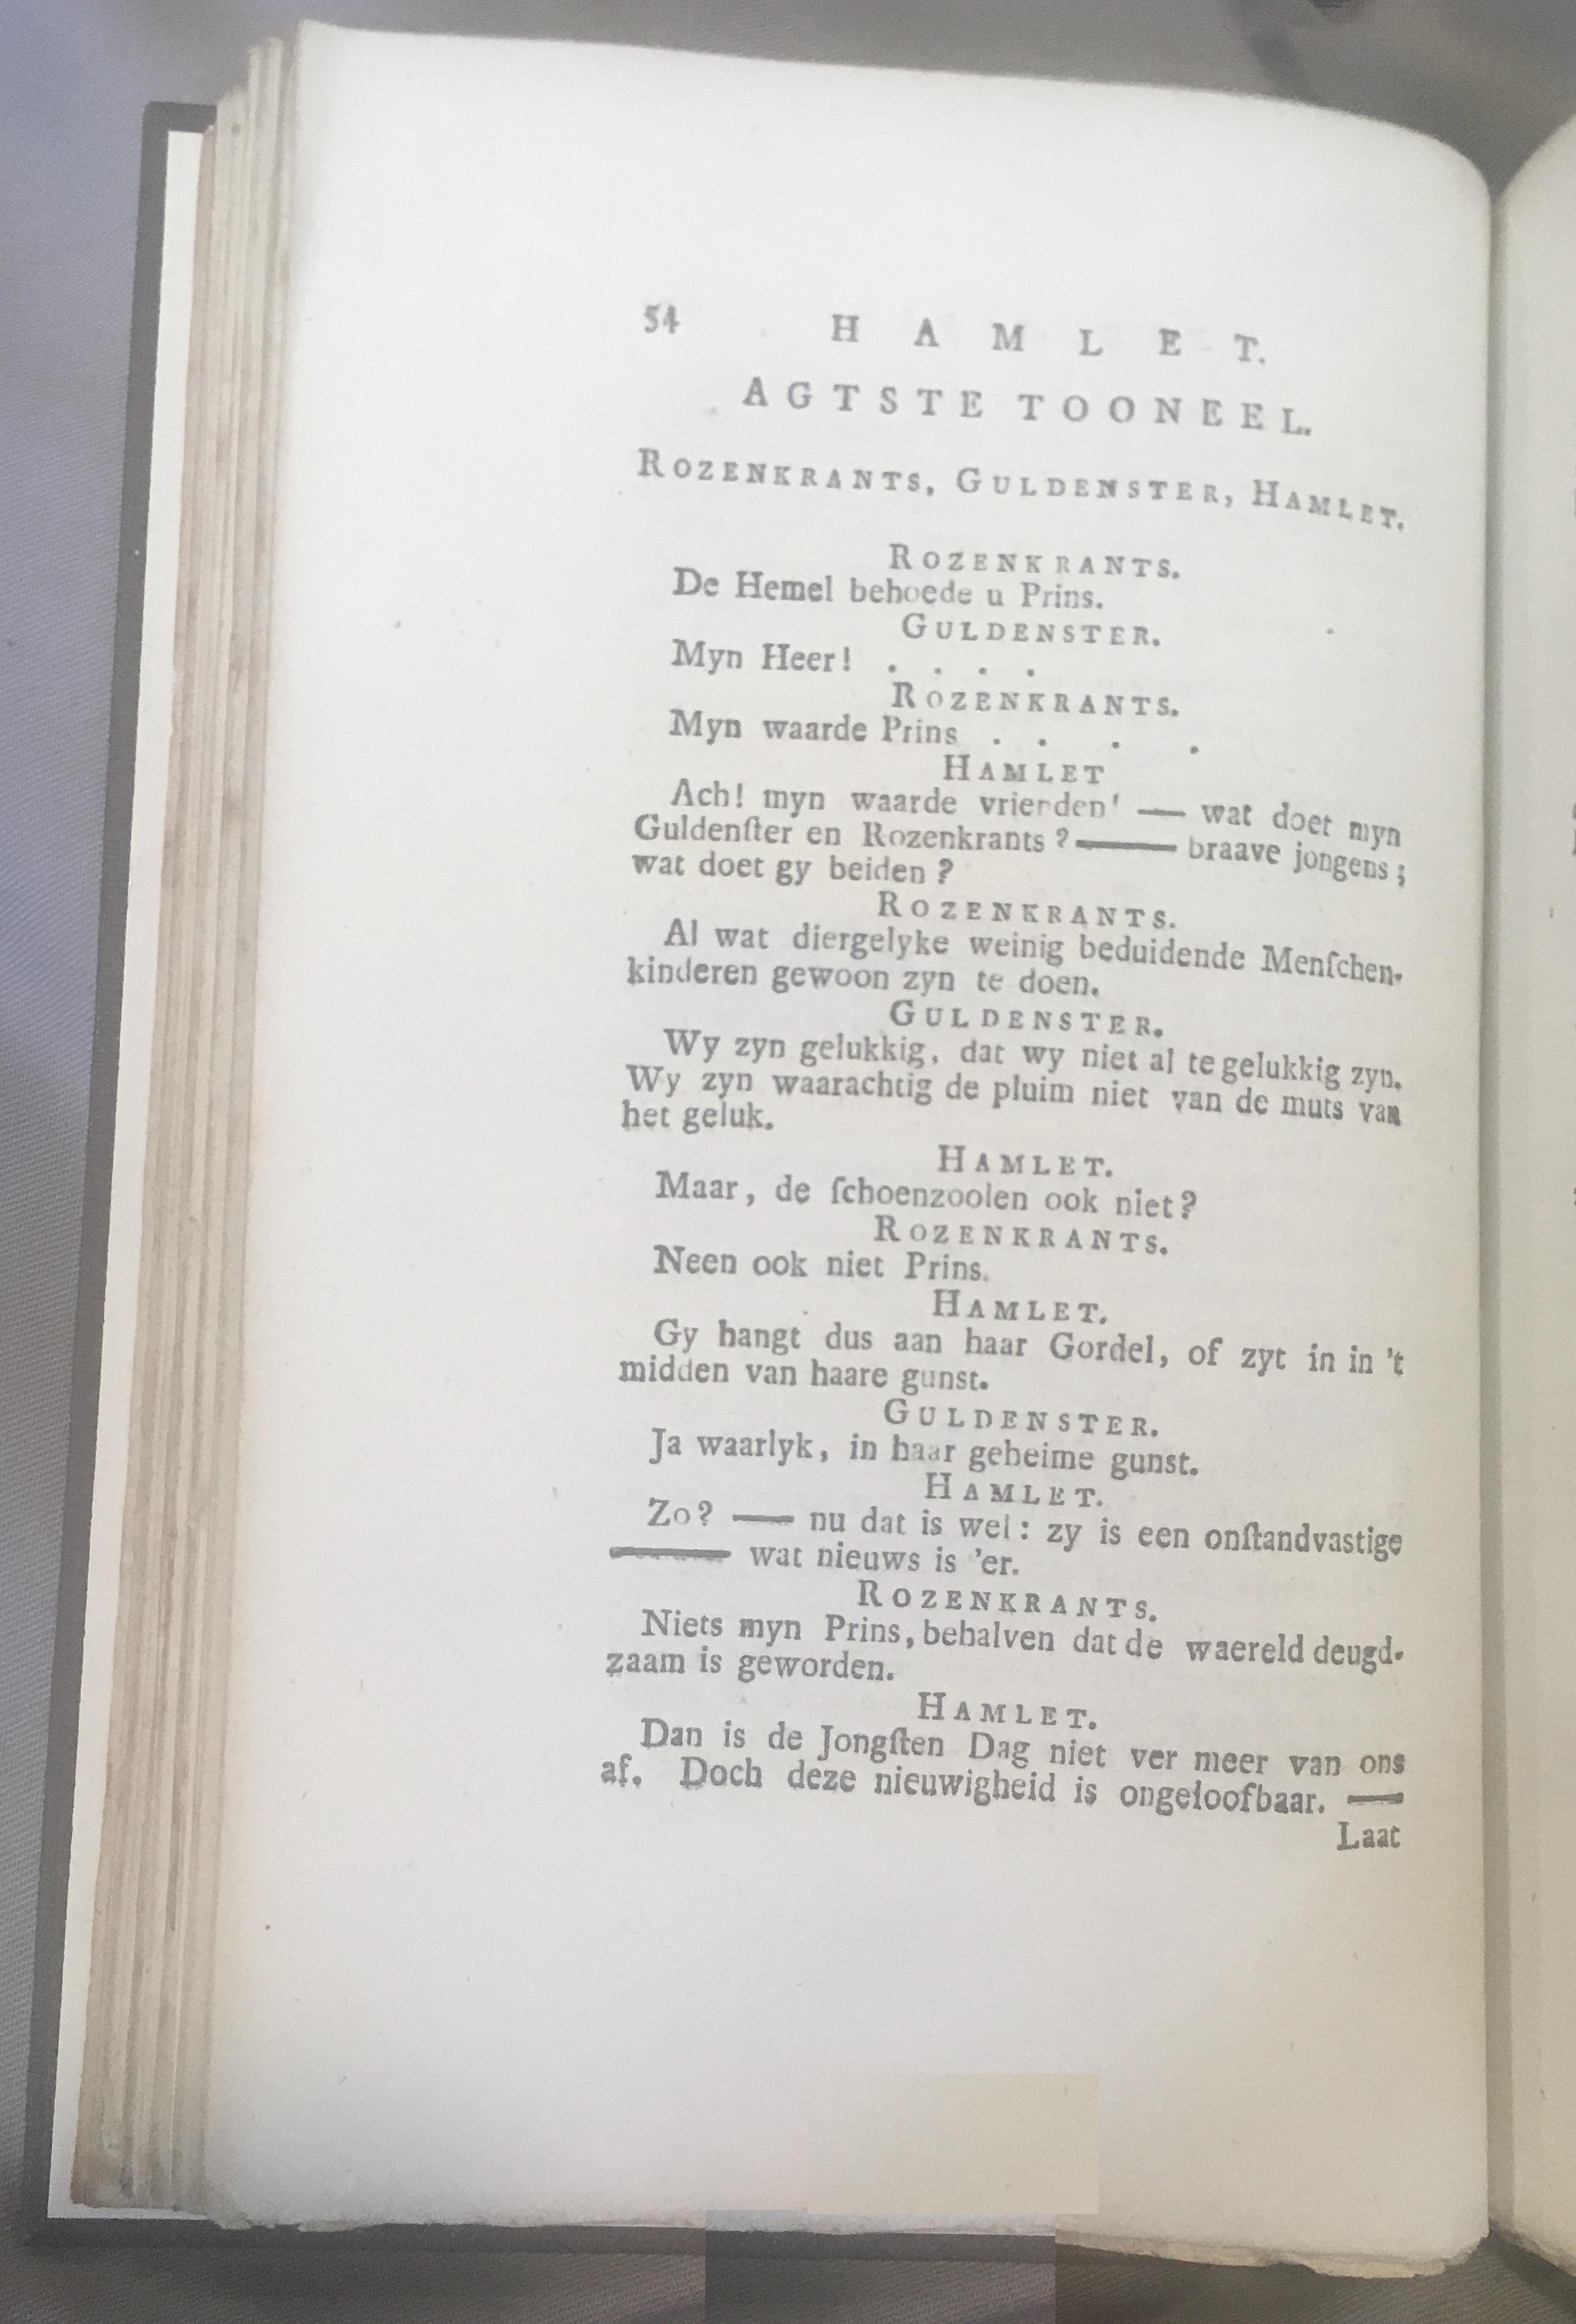 54 HAMLET.
AGTSTE TOONEEL.
ROZENKRANTS, GULDENSTER, HAMLET.
ROZENKRANTS.
De Hemel behoede u Prins.
GULDENSTER.
Myn Heer! . . . .
ROZENKRANTS.
Myn waarde Prins . . . .
HAMLET
Ach! myn waarde vrienden! — wat doet myn
Guldenſter en Rozenkrants? —— braave jongens;
wat doet gy beiden?
ROZENKRANTS.
Al wat diergelyke weinig beduidende Menſchen-
kinderen gewoon zyn te doen.
GULDENSTER.
Wy zyn gelukkig, dat wy niet al te gelukkig zyn.
Wy zyn waarachtig de pluim niet van de muts van
het geluk.
HAMLET.
Maar, de ſchoenzoolen ook niet?
ROZENKRANTS.
Neen ook niet Prins.
HAMLET.
Gy hangt dus aan haar Gordel, of zyt in in 't
midden van haare gunst.
GULDENSTER.
Ja waarlyk, in haar geheime gunst.
HAMLET.
Zo? — nu dat is wel: zy is een onſtandvastige
—— wat nieuws is 'er.
ROZENKRANTS.
Niets myn Prins, behalven dat de waereld deugd-
zaam is geworden.
HAMLET.
Dan is de Jongſten Dag niet ver meer van ons
af. Doch deze nieuwigheid is ongeloofbaar. —
Laat